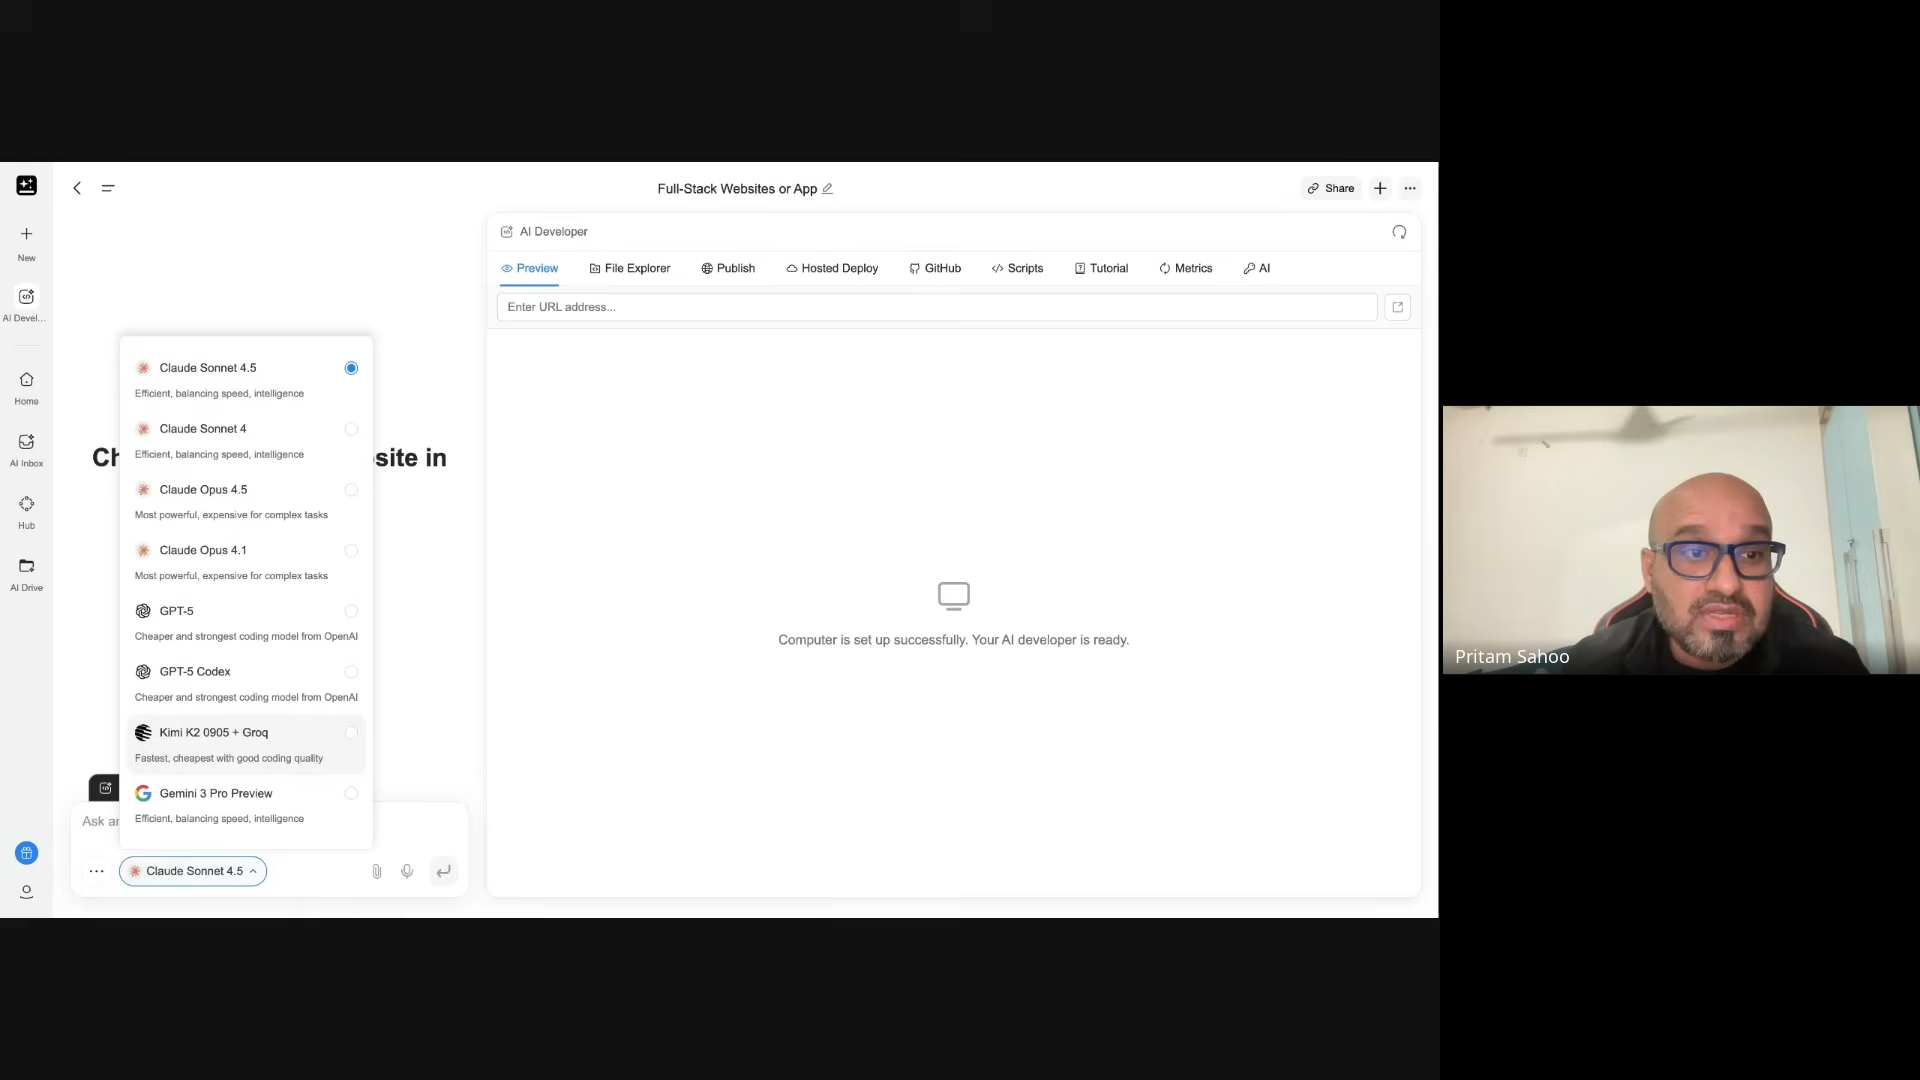 Full-Stack Websites or App
Share
New
AI Devel...
Home
AI Inbox
Hub
AI Drive
AI Developer
Preview
File Explorer
Publish
Hosted Deploy
GitHub
Scripts
Tutorial
Metrics
AI
Enter URL address...
Claude Sonnet 4.5
Efficient, balancing speed, intelligence
Claude Sonnet 4
Efficient, balancing speed, intelligence
Ch
site in
Claude Opus 4.5
Most powerful, expensive for complex tasks
Claude Opus 4.1
Most powerful, expensive for complex tasks
GPT-5
Cheaper and strongest coding model from OpenAI
GPT-5 Codex
Cheaper and strongest coding model from OpenAI
Kimi K2 0905 + Groq
Fastest, cheapest with good coding quality
Gemini 3 Pro Preview
Efficient, balancing speed, intelligence
Ask an
Claude Sonnet 4.5
Computer is set up successfully. Your AI developer is ready.
Pritam Sahoo